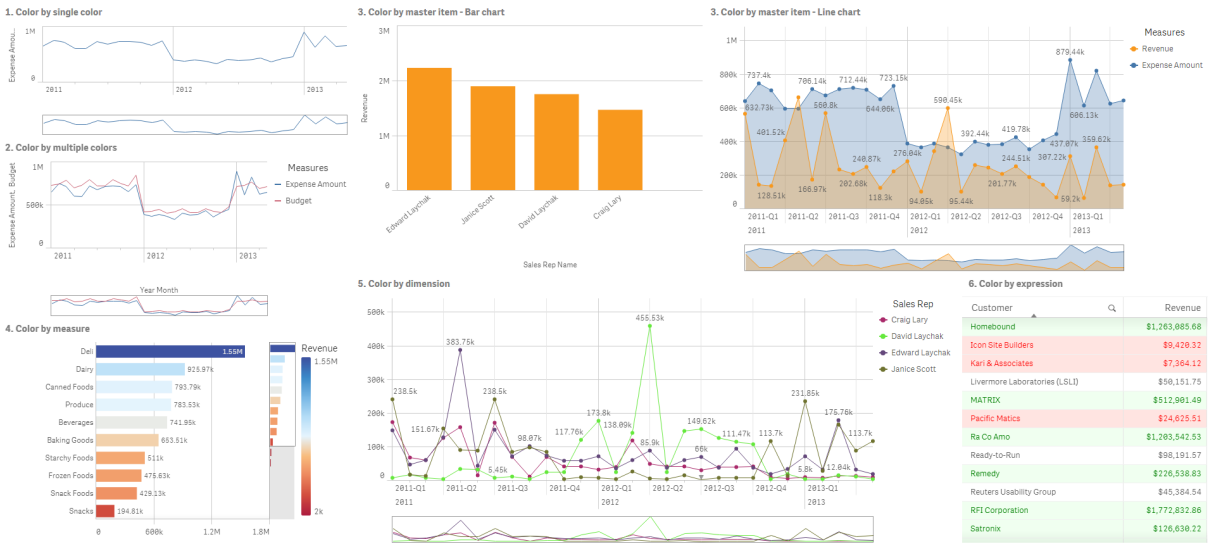 1. Color by single color
Expense Amou...
1M
0
2011
2012
2013
2. Color by multiple colors
Expense Amount, Budget
1M
500k
0
2011
2012
2013
Year Month
Measures
Expense Amount
Budget
3. Color by master item - Bar chart
Revenue
3M
2M
1M
0
Edward Laychak
Janice Scott
David Laychak
Craig Lary
Sales Rep Name
3. Color by master item - Line chart
1M
800k
600k
400k
200k
0
737.4k
706.14k
712.44k
723.15k
879.44k
632.73k
560.8k
644.06k
590.45k
401.52k
276.04k
392.44k
419.78k
437.07k
606.13k
359.62k
240.87k
244.51k
307.22k
128.51k
166.97k
202.68k
118.3k
94.05k
95.44k
201.77k
59.2k
2011-Q1
2011-Q2
2011-Q3
2011-Q4
2012-Q1
2012-Q2
2012-Q3
2012-Q4
2013-Q1
2011
2012
2013
Measures
Revenue
Expense Amount
4. Color by measure
Deli
1.55M
Dairy
925.97k
Canned Foods
793.79k
Produce
783.53k
Beverages
741.95k
Baking Goods
663.51k
Starchy Foods
511k
Frozen Foods
475.63k
Snack Foods
429.13k
Snacks
194.81k
0
600k
1.2M
1.8M
Revenue
1.55M
2k
5. Color by dimension
500k
400k
300k
200k
100k
0
238.5k
151.67k
383.75k
238.5k
5.45k
98.07k
117.76k
173.8k
138.09k
455.53k
85.9k
149.62k
66k
111.47k
113.7k
231.85k
5.8k
175.76k
12.04k
113.7k
2011-Q1
2011-Q2
2011-Q3
2011-Q4
2012-Q1
2012-Q2
2012-Q3
2012-Q4
2013-Q1
2011
2012
2013
Sales Rep
Craig Lary
David Laychak
Edward Laychak
Janice Scott
6. Color by expression
Customer Revenue
Homebound $1,263,085.68
Icon Site Builders $9,420.32
Kari & Associates $7,364.12
Livermore Laboratories (LSLI) $50,151.75
MATRIX $512,901.49
Pacific Matics $24,625.51
Ra Co Amo $1,203,542.53
Ready-to-Run $98,191.57
Remedy $226,538.83
Reuters Usability Group $45,384.54
RFI Corporation $1,772,832.86
Satronix $126,630.22